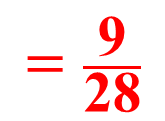 = 9/28